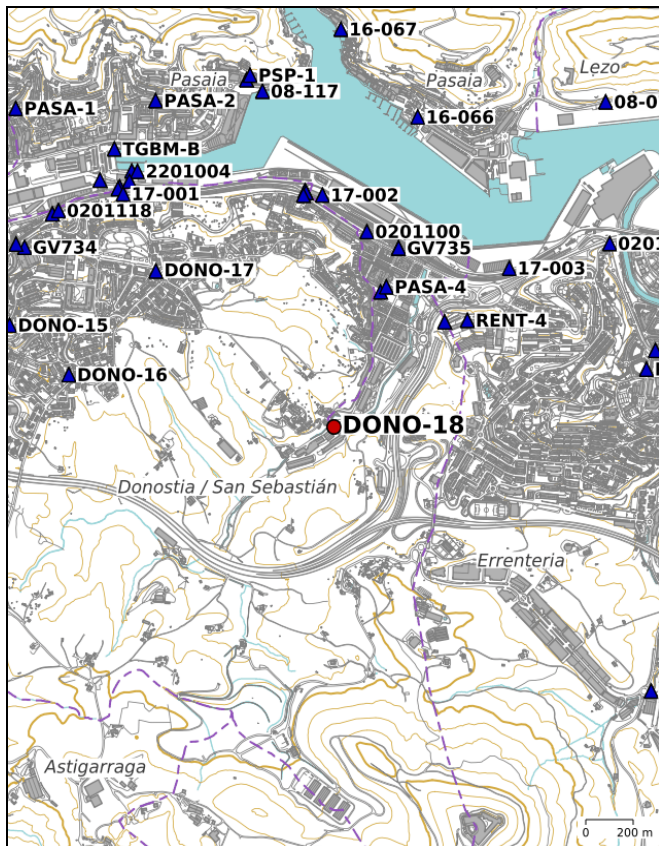 16-067
PSP-1
Pasaia
Pasaia
Lezo
08-117
PASA-1
PASA-2
08-0
16-066
TGBM-B
2201004
17-001
17-002
0201118
0201100
GV734
GV735
0201
DONO-17
17-003
PASA-4
DONO-15
RENT-4
DONO-16
DONO-18
Donostia / San Sebastián
Errenteria
Astigarraga
0 200 m